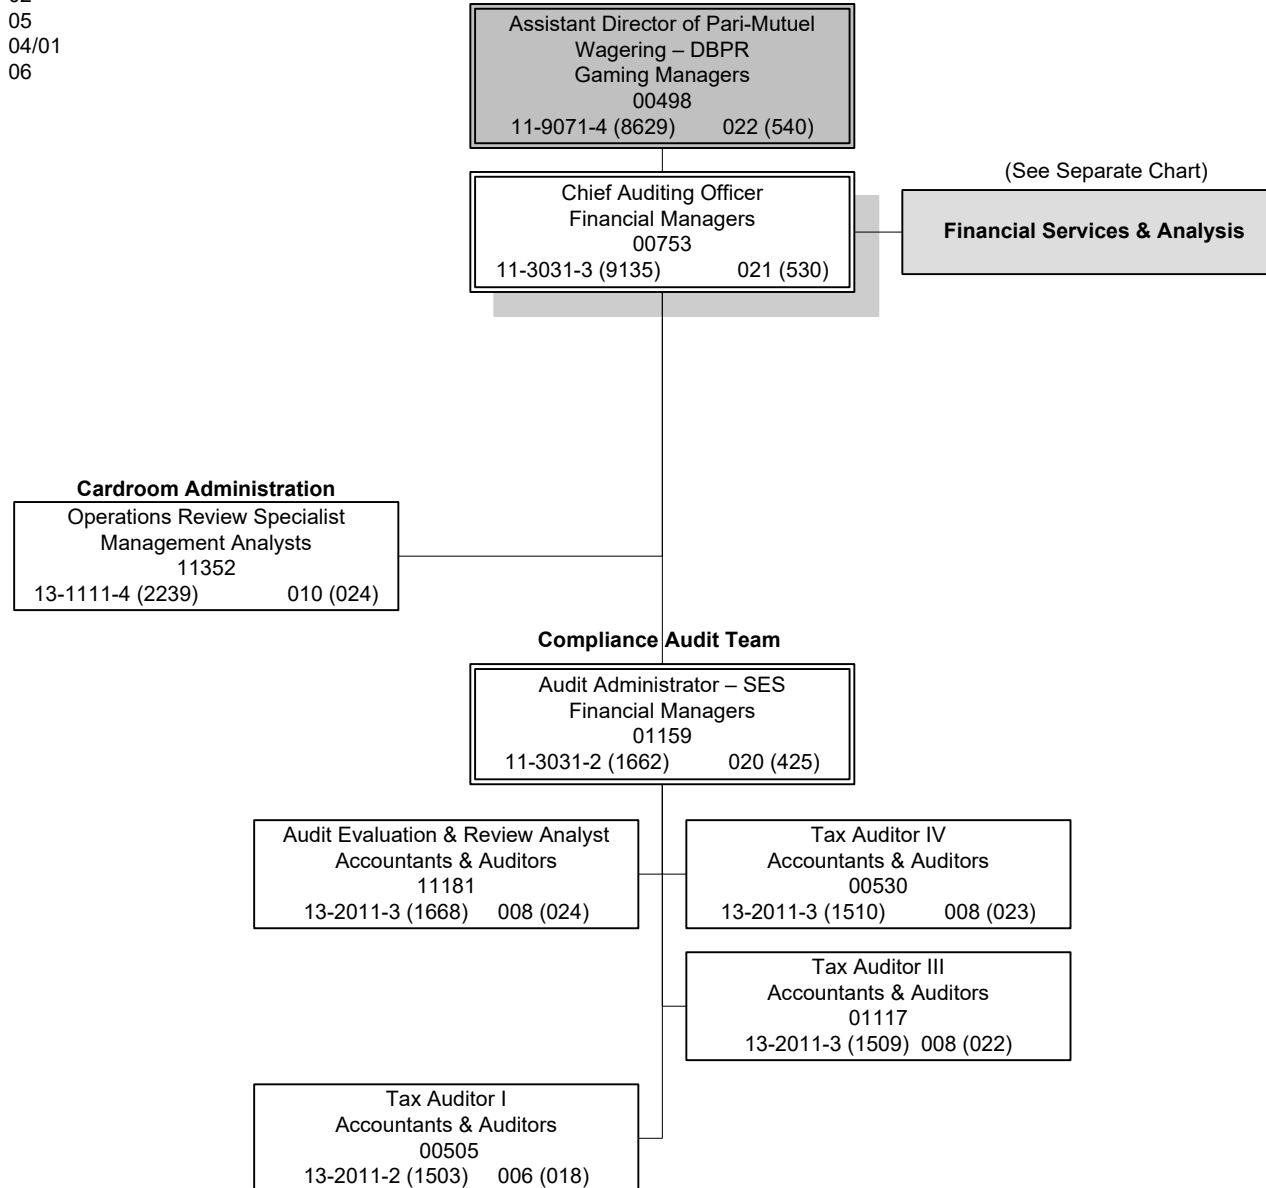 05
04/01
06
Assistant Director of Pari-Mutuel
Wagering – DBPR
Gaming Managers
00498
11-9071-4 (8629) 022 (540)
Chief Auditing Officer
Financial Managers
00753
11-3031-3 (9135) 021 (530)
(See Separate Chart)
Financial Services & Analysis
Cardroom Administration
Operations Review Specialist
Management Analysts
11352
13-1111-4 (2239) 010 (024)
Compliance Audit Team
Audit Administrator – SES
Financial Managers
01159
11-3031-2 (1662) 020 (425)
Audit Evaluation & Review Analyst
Accountants & Auditors
11181
13-2011-3 (1668) 008 (024)
Tax Auditor IV
Accountants & Auditors
00530
13-2011-3 (1510) 008 (023)
Tax Auditor III
Accountants & Auditors
01117
13-2011-3 (1509) 008 (022)
Tax Auditor I
Accountants & Auditors
00505
13-2011-2 (1503) 006 (018)